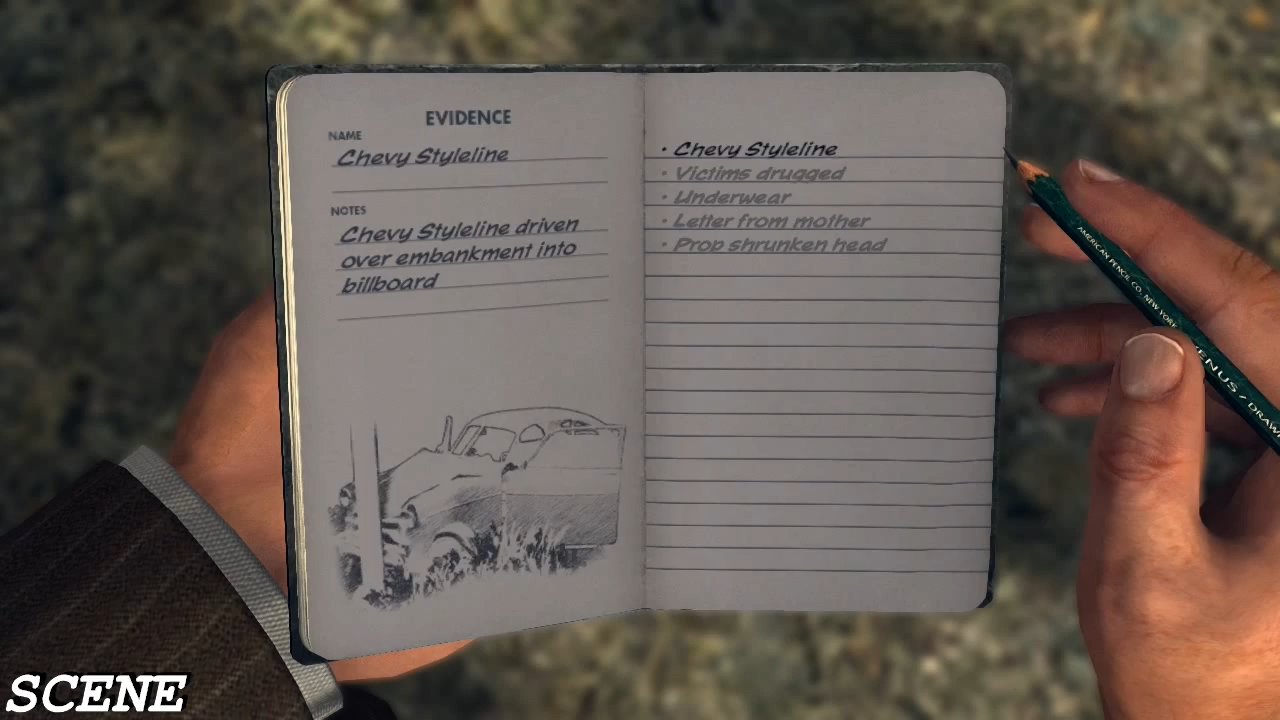 EVIDENCE
NAME
Chevy Styleline
NOTES
Chevy Styleline driven
over embankment into
billboard
• Chevy Styleline
• Victims drugged
• Underwear
• Letter from mother
• Prop shrunken head
AMERICAN PENCIL CO. NEW YORK
VENUS / DRAW
SCENE